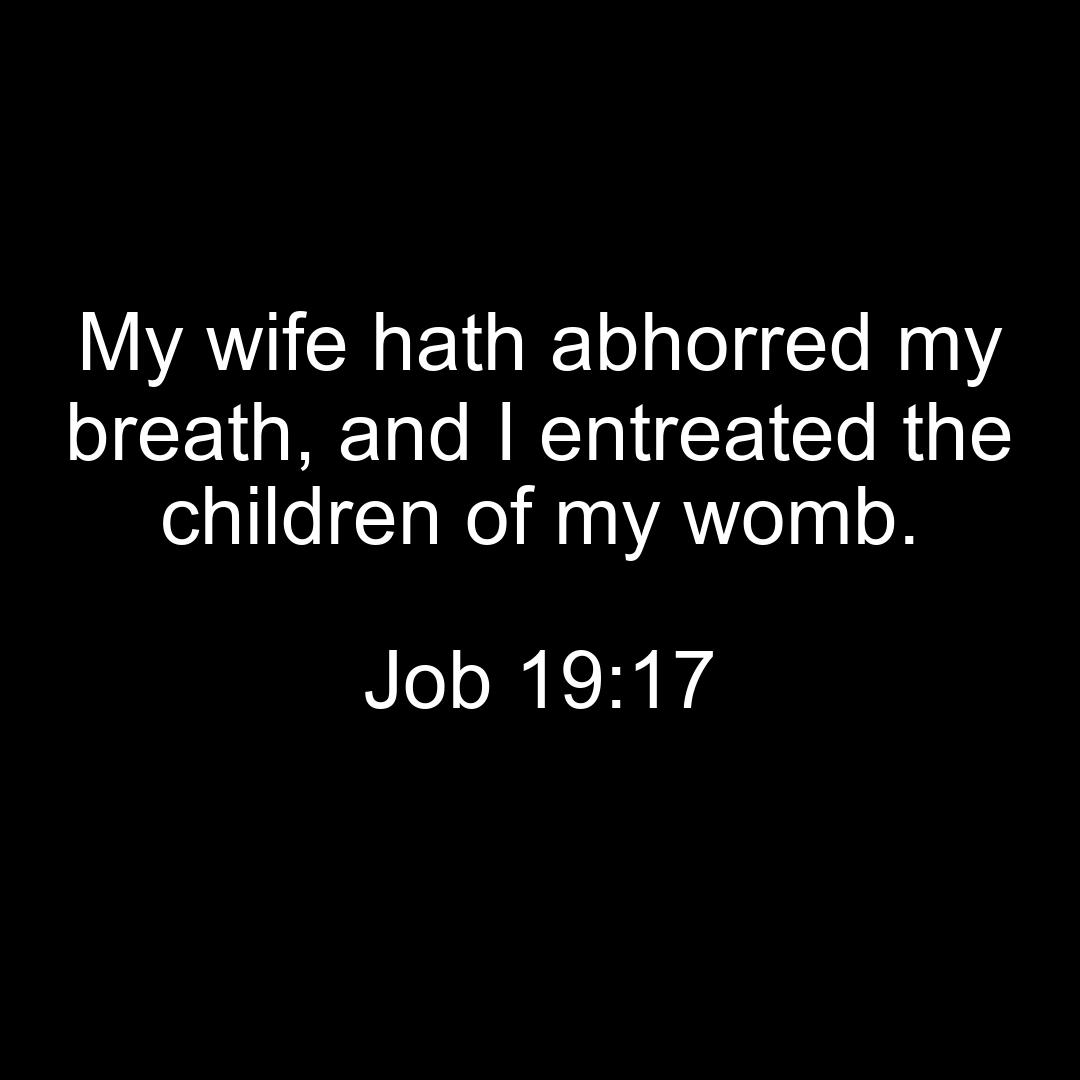 My wife hath abhorred my
breath, and I entreated the
children of my womb.
Job 19:17